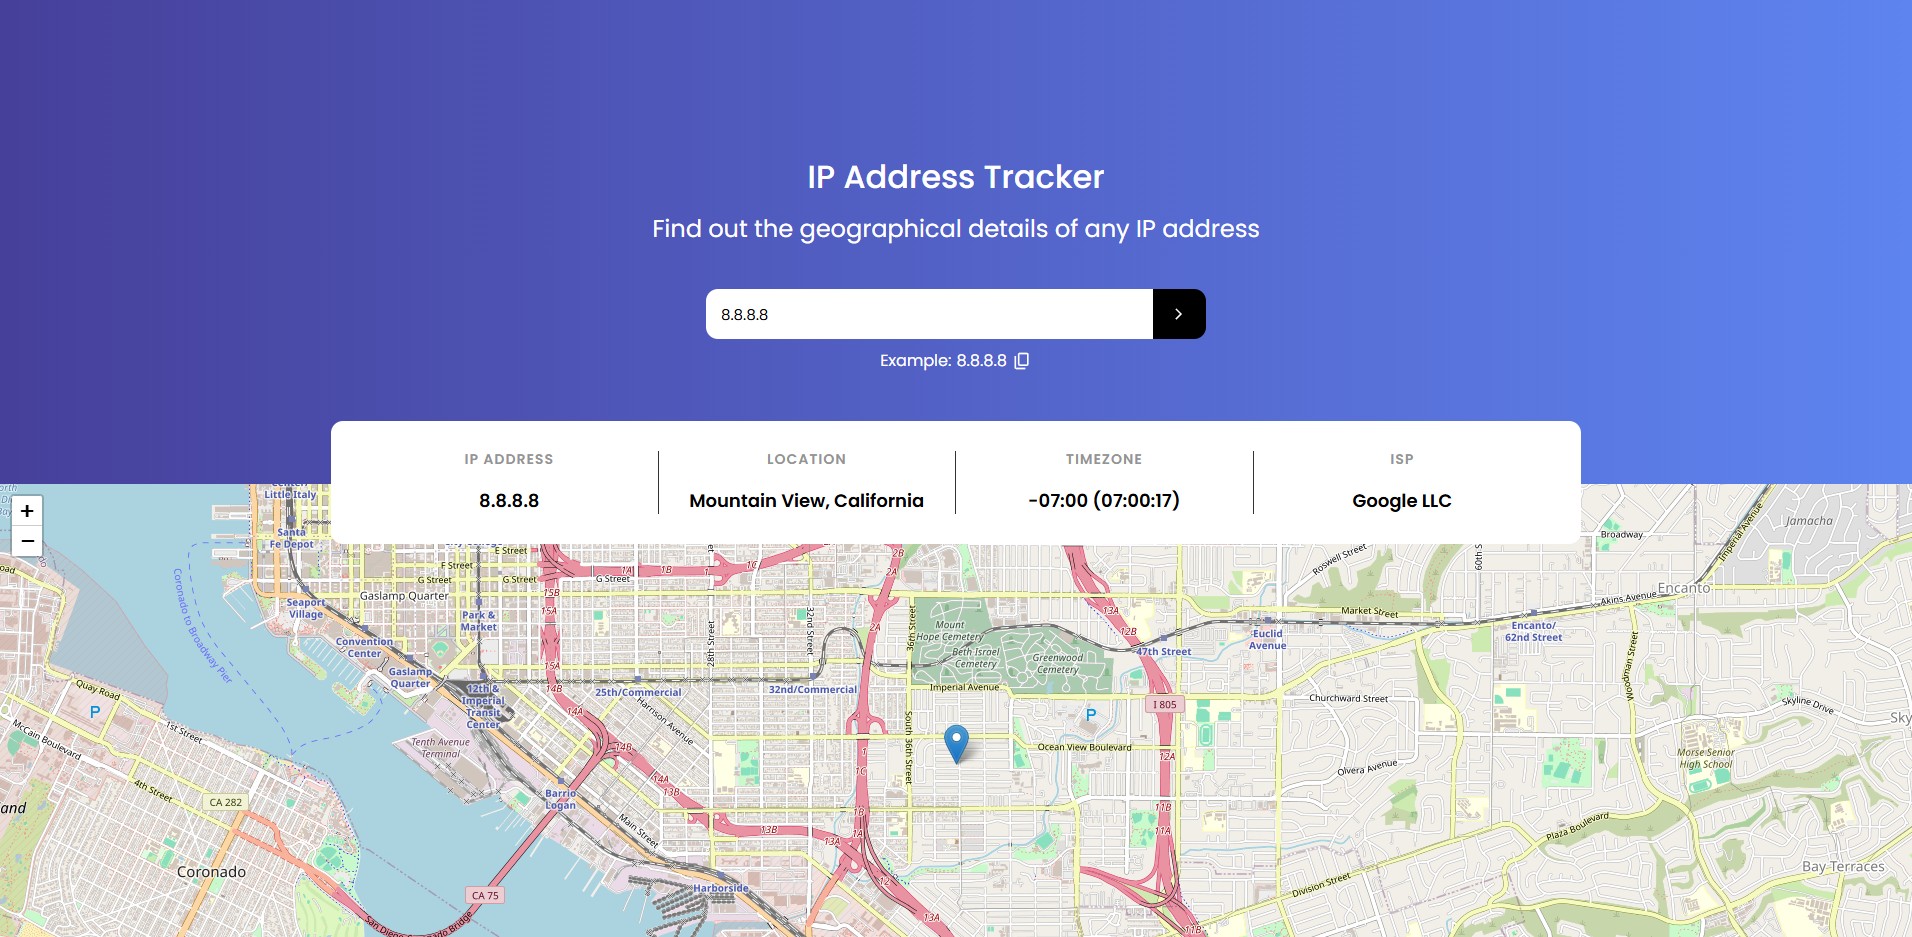 IP Address Tracker
Find out the geographical details of any IP address
8.8.8.8
Example: 8.8.8.8
IP ADDRESS
8.8.8.8
LOCATION
Mountain View, California
TIMEZONE
-07:00 (07:00:17)
ISP
Google LLC
+
−
Little Italy
Santa
Fe Depot
E Street
F Street
G Street
G Street
G Street
Gaslamp Quarter
Seaport
Village
Park &
Market
Convention
Center
Gaslamp
Quarter
12th &
Imperial
Transit
Center
Coronado to Broadway Pier
Quay Road
P
1st Street
McCain Boulevard
4th Street
CA 282
Coronado
Tenth Avenue
Terminal
Barrio
Logan
CA 75
San Diego-Coronado Bridge
Main Street
Harborside
Harrison Avenue
25th/Commercial
28th Street
32nd Street
32nd/Commercial
1A
1B
1C
2B
2A
2A
15B
15A
15A
14B
14A
14B
14A
13B
13B
13A
1B
1A
12
13A
1C
36th Street
South 36th Street
Mount
Hope Cemetery
Beth Israel
Cemetery
Greenwood
Cemetery
Imperial Avenue
P
Ocean View Boulevard
I 805
13A
12B
12A
11B
11A
11B
47th Street
Euclid
Avenue
Market Street
Roswell Street
60th S
Broadway
Encanto/
62nd Street
Akins Avenue
Encanto
Imperial Avenue
Jamacha
Woodman Street
Churchward Street
Olvera Avenue
Skyline Drive
Sky
Morse Senior
High School
Plaza Boulevard
Division Street
Bay Terraces